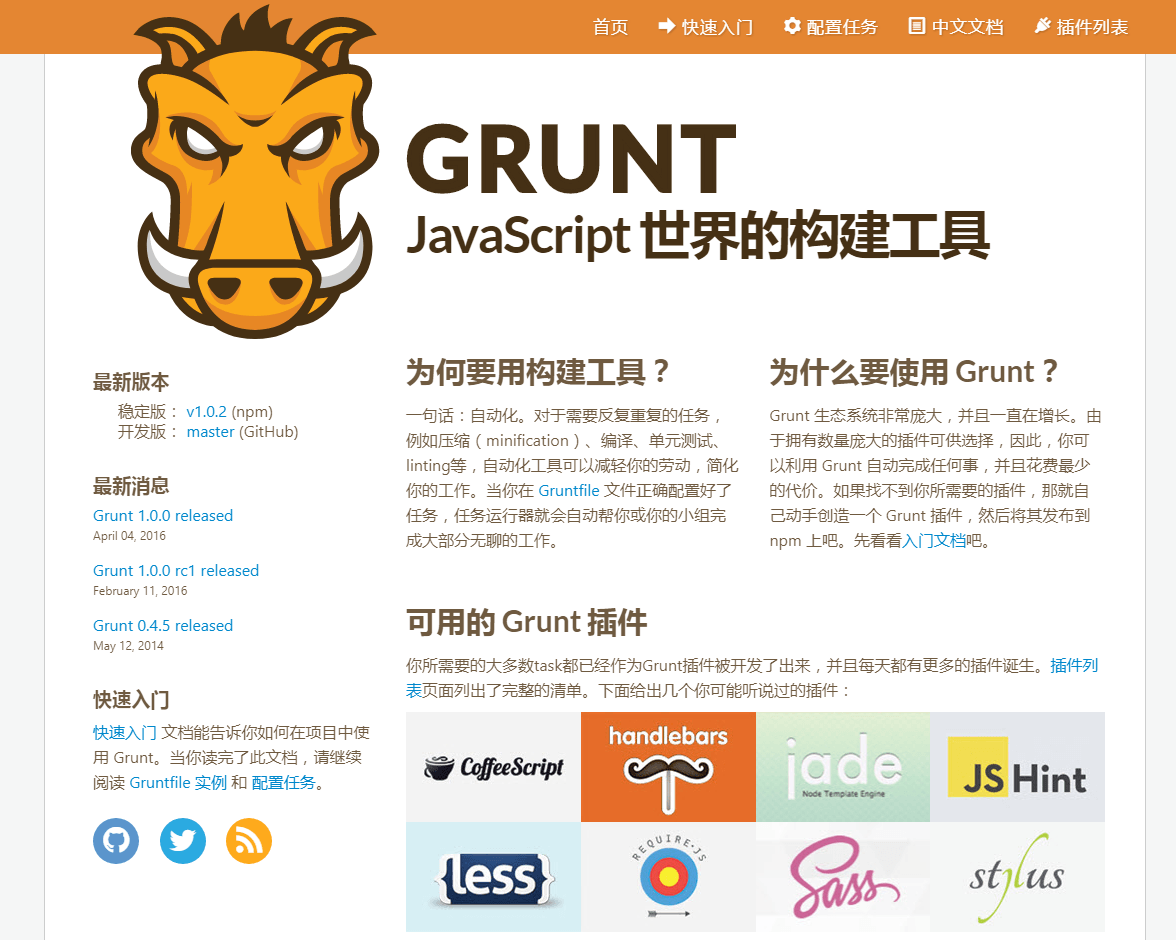 首页 快速入门 配置任务 中文文档 插件列表
GRUNT
JavaScript 世界的构建工具
最新版本
稳定版： v1.0.2 (npm)
开发版： master (GitHub)
最新消息
Grunt 1.0.0 released
April 04, 2016
Grunt 1.0.0 rc1 released
February 11, 2016
Grunt 0.4.5 released
May 12, 2014
快速入门
快速入门 文档能告诉你如何在项目中使
用 Grunt。当你读完了此文档，请继续
阅读 Gruntfile 实例 和 配置任务。
为何要用构建工具？
一句话：自动化。对于需要反复重复的任务，
例如压缩（minification）、编译、单元测试、
linting等，自动化工具可以减轻你的劳动，简化
你的工作。当你在 Gruntfile 文件正确配置好了
任务，任务运行器就会自动帮你或你的小组完
成大部分无聊的工作。
为什么要使用 Grunt？
Grunt 生态系统非常庞大，并且一直在增长。由
于拥有数量庞大的插件可供选择，因此，你可
以利用 Grunt 自动完成任何事，并且花费最少
的代价。如果找不到你所需要的插件，那就自
己动手创造一个 Grunt 插件，然后将其发布到
npm 上吧。先看看入门文档吧。
可用的 Grunt 插件
你所需要的大多数task都已经作为Grunt插件被开发了出来，并且每天都有更多的插件诞生。插件列
表页面列出了完整的清单。下面给出几个你可能听说过的插件：
CoffeeScript
handlebars
jade
Node Template Engine
JS Hint
{less}
REQUIRE·JS
Sass
stylus